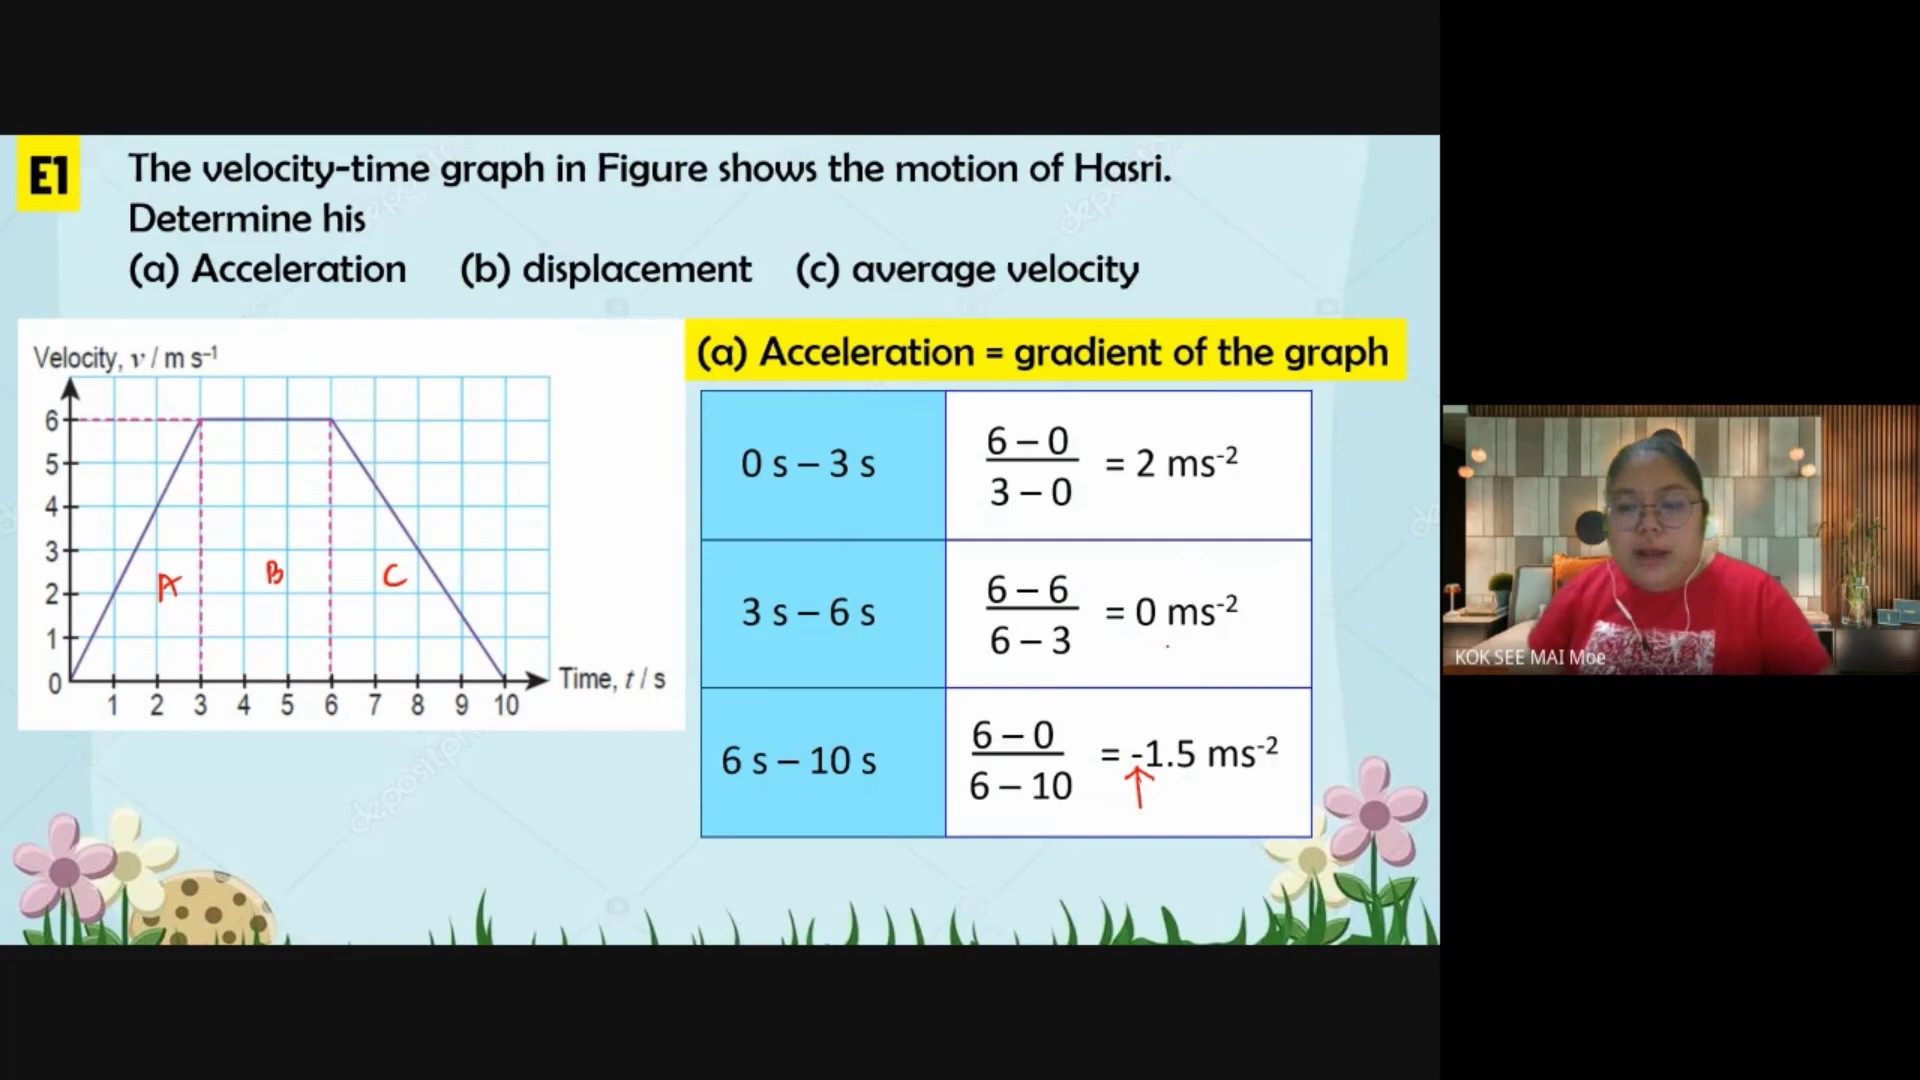 E1
The velocity-time graph in Figure shows the motion of Hasri.
Determine his
(a) Acceleration (b) displacement (c) average velocity
Velocity, v / m s⁻¹
6
5
4
3
2
1
0
A B C
1 2 3 4 5 6 7 8 9 10
Time, t / s
(a) Acceleration = gradient of the graph
0 s – 3 s
6 – 0
3 – 0
= 2 ms⁻²
3 s – 6 s
6 – 6
6 – 3
= 0 ms⁻²
6 s – 10 s
6 – 0
6 – 10
= -1.5 ms⁻²
KOK SEE MAI Moe